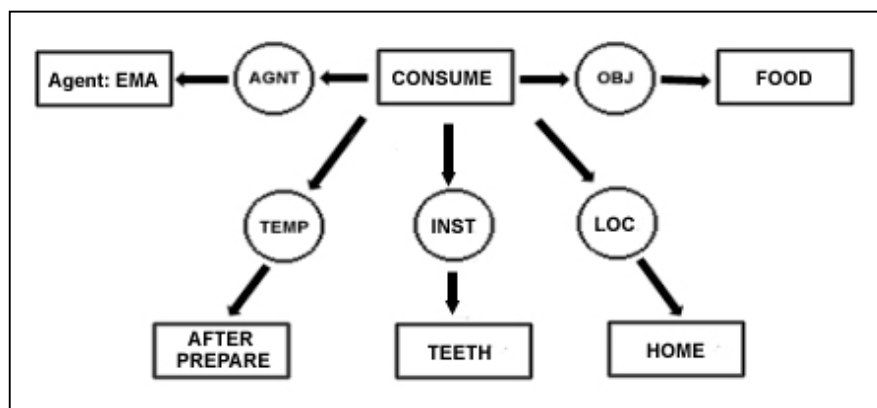 Agent: EMA
AGNT
CONSUME
OBJ
FOOD
TEMP
INST
LOC
AFTER
PREPARE
TEETH
HOME